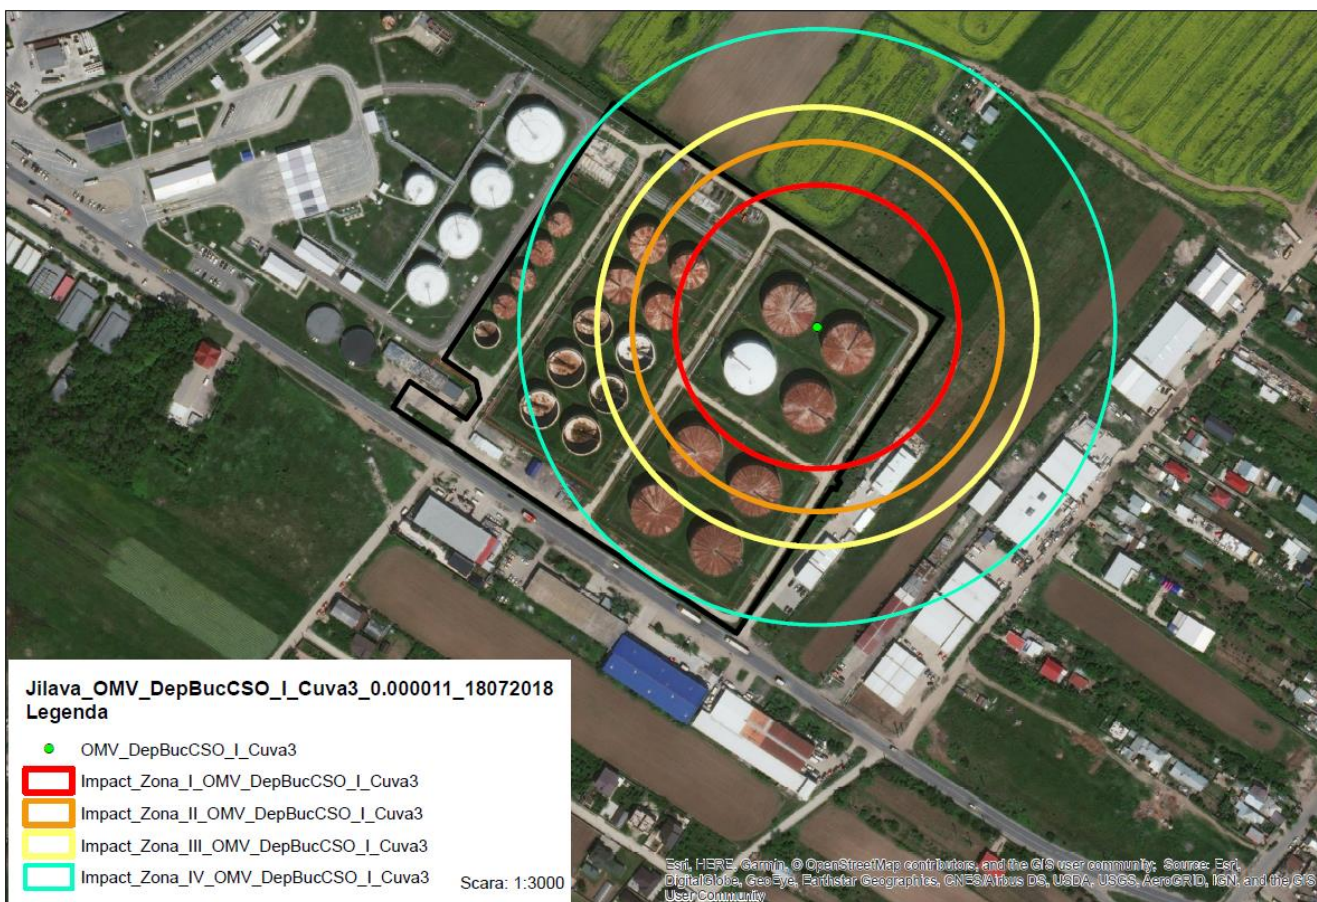 Jilava_OMV_DepBucCSO_I_Cuva3_0.000011_18072018
Legenda
OMV_DepBucCSO_I_Cuva3
Impact_Zona_I_OMV_DepBucCSO_I_Cuva3
Impact_Zona_II_OMV_DepBucCSO_I_Cuva3
Impact_Zona_III_OMV_DepBucCSO_I_Cuva3
Impact_Zona_IV_OMV_DepBucCSO_I_Cuva3
Scara: 1:3000
Esri, HERE, Garmin, © OpenStreetMap contributors, and the GIS user community; Source: Esri,
DigitalGlobe, GeoEye, Earthstar Geographics, CNES/Airbus DS, USDA, USGS, AeroGRID, IGN, and the GIS
User Community